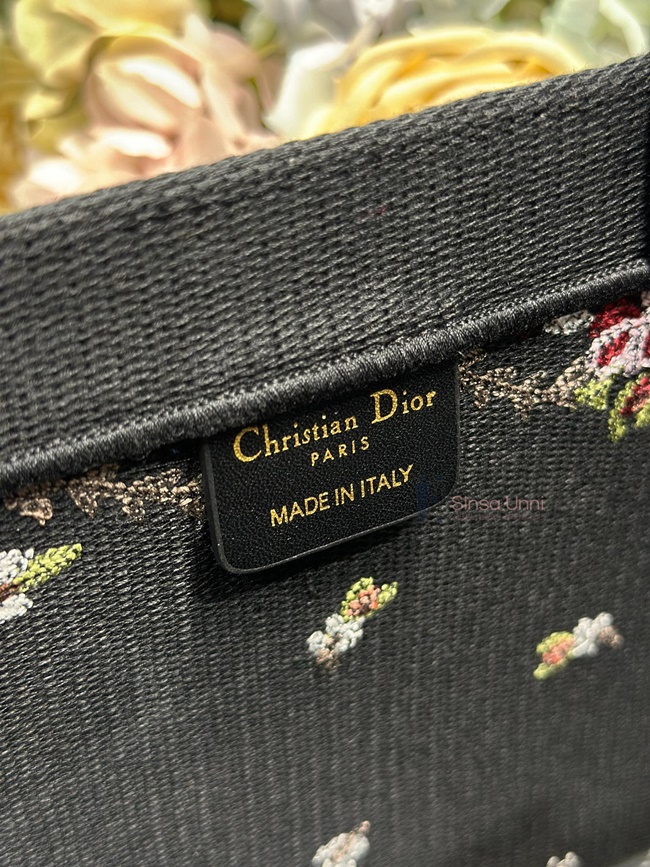 Christian Dior
PARIS
MADE IN ITALY
Sinsa Unni